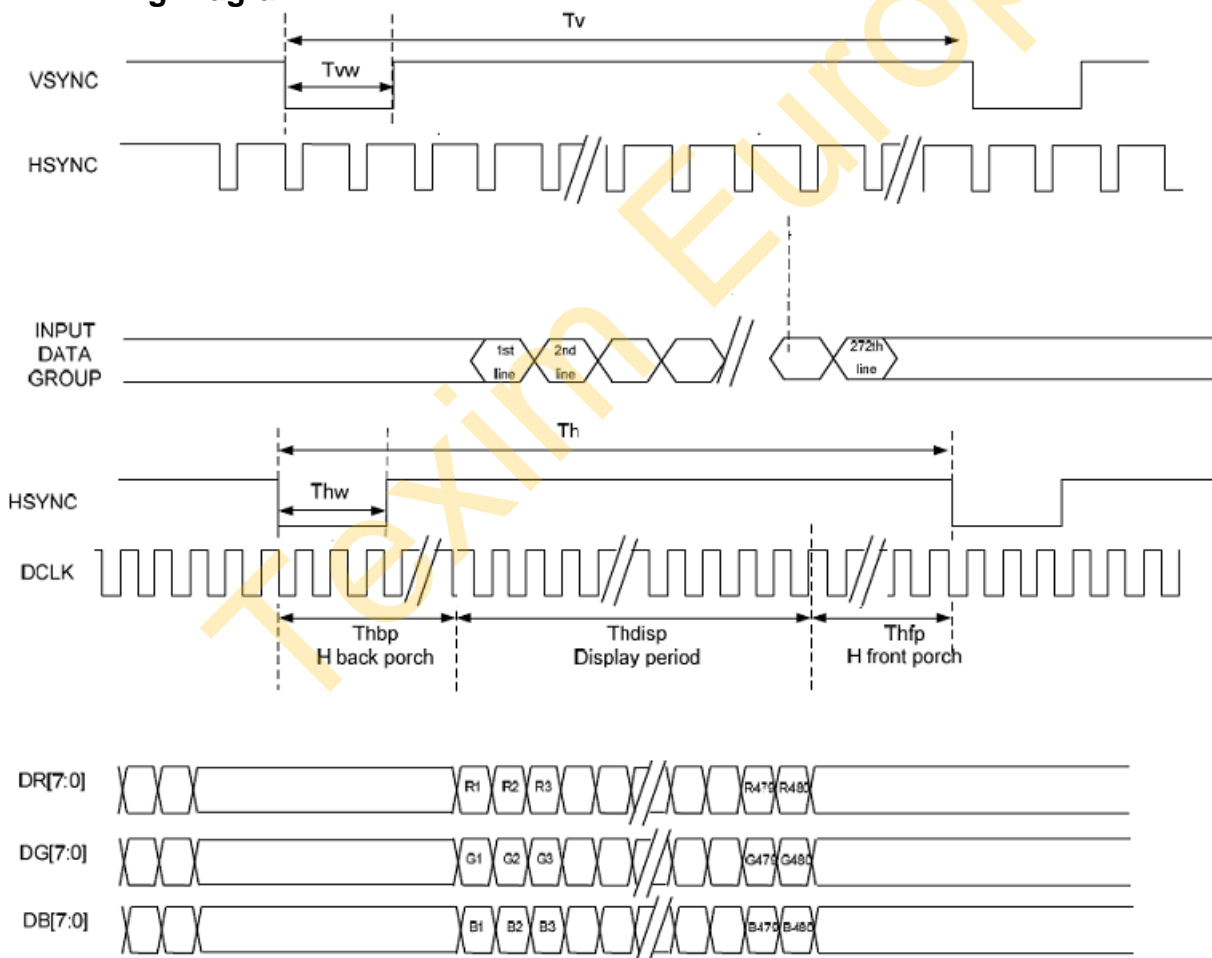 Tv
VSYNC
Tvw
HSYNC
INPUT
DATA
GROUP
1st
line
2nd
line
272th
line
Th
HSYNC
Thw
DCLK
Thbp
H back porch
Thdisp
Display period
Thfp
H front porch
DR[7:0]
R1 R2 R3 R479 R480
DG[7:0]
G1 G2 G3 G479 G480
DB[7:0]
B1 B2 B3 B479 B480
Texim Europ